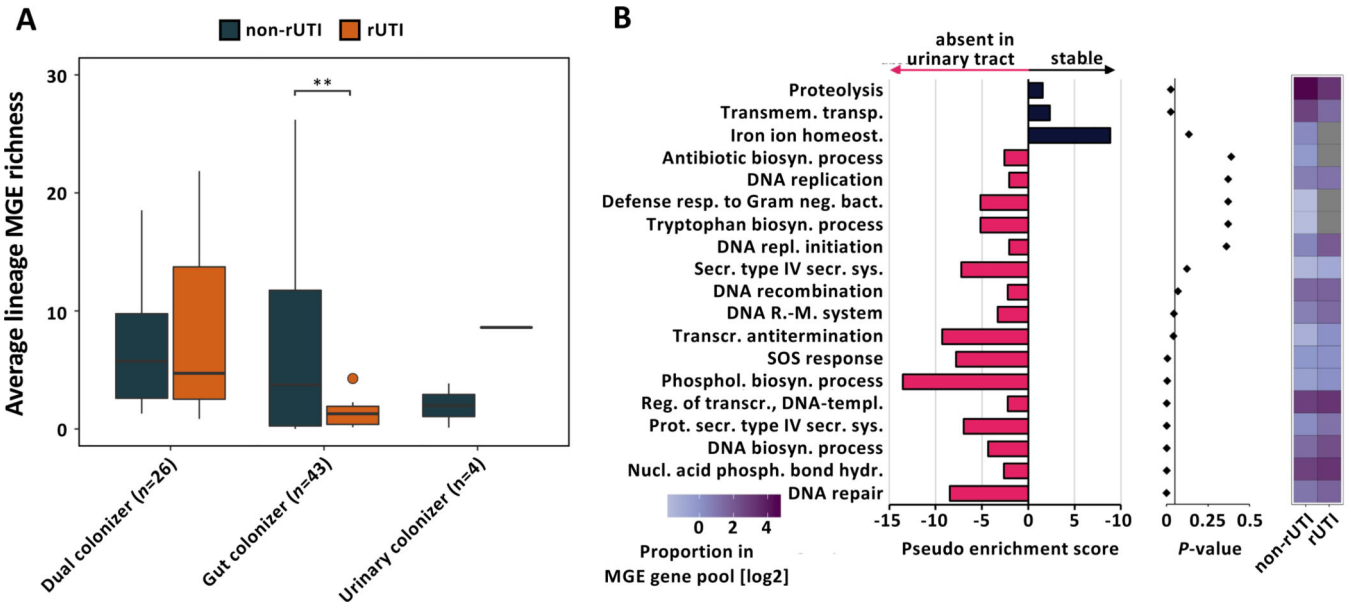 A
non-rUTI
rUTI
Average lineage MGE richness
30
20
10
0
**
Dual colonizer (n=26)
Gut colonizer (n=43)
Urinary colonizer (n=4)
B
absent in
urinary tract
stable
Proteolysis
Transmem. transp.
Iron ion homeost.
Antibiotic biosyn. process
DNA replication
Defense resp. to Gram neg. bact.
Tryptophan biosyn. process
DNA repl. initiation
Secr. type IV secr. sys.
DNA recombination
DNA R.-M. system
Transcr. antitermination
SOS response
Phosphol. biosyn. process
Reg. of transcr., DNA-templ.
Prot. secr. type IV secr. sys.
DNA biosyn. process
Nucl. acid phosph. bond hydr.
DNA repair
-15 -10 -5 0 5 -10
Pseudo enrichment score
0 0.25 0.5
P-value
non-rUTI
rUTI
0 2 4
Proportion in
MGE gene pool [log2]